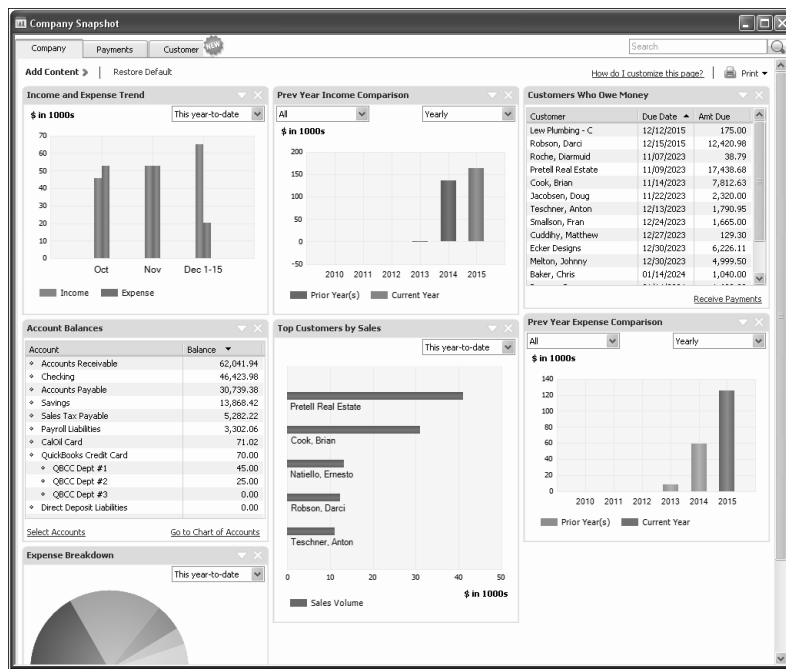 Company Snapshot
Company
Payments
Customer
NEW
Search
Add Content
Restore Default
How do I customize this page?
Print
Income and Expense Trend
$ in 1000s
This year-to-date
70
60
50
40
30
20
10
0
Oct Nov Dec 1-15
Income Expense
Prev Year Income Comparison
All Yearly
$ in 1000s
200
150
100
50
0
-50
2010 2011 2012 2013 2014 2015
Prior Year(s) Current Year
Customers Who Owe Money
Customer Due Date Amt Due
Lew Plumbing - C 12/12/2015 175.00
Robson, Darci 12/15/2015 12,420.98
Roche, Diarmuid 11/07/2023 38.79
Pretell Real Estate 11/09/2023 17,438.68
Cook, Brian 11/14/2023 7,812.63
Jacobsen, Doug 11/22/2023 2,320.00
Teschner, Anton 12/13/2023 1,790.95
Smallson, Fran 12/24/2023 1,665.00
Cuddihy, Matthew 12/27/2023 129.30
Ecker Designs 12/30/2023 6,226.11
Melton, Johnny 12/30/2023 4,999.50
Baker, Chris 01/14/2024 1,040.00
Receive Payments
Account Balances
Account Balance
Accounts Receivable 62,041.94
Checking 46,423.98
Accounts Payable 30,739.38
Savings 13,868.42
Sales Tax Payable 5,282.22
Payroll Liabilities 3,302.06
CalOil Card 71.02
QuickBooks Credit Card 70.00
QBCC Dept #1 45.00
QBCC Dept #2 25.00
QBCC Dept #3 0.00
Direct Deposit Liabilities 0.00
Select Accounts Go to Chart of Accounts
Top Customers by Sales
This year-to-date
Pretell Real Estate
Cook, Brian
Natiello, Ernesto
Robson, Darci
Teschner, Anton
0 10 20 30 40 50
$ in 1000s
Sales Volume
Prev Year Expense Comparison
All Yearly
$ in 1000s
140
120
100
80
60
40
20
0
2010 2011 2012 2013 2014 2015
Prior Year(s) Current Year
Expense Breakdown
This year-to-date